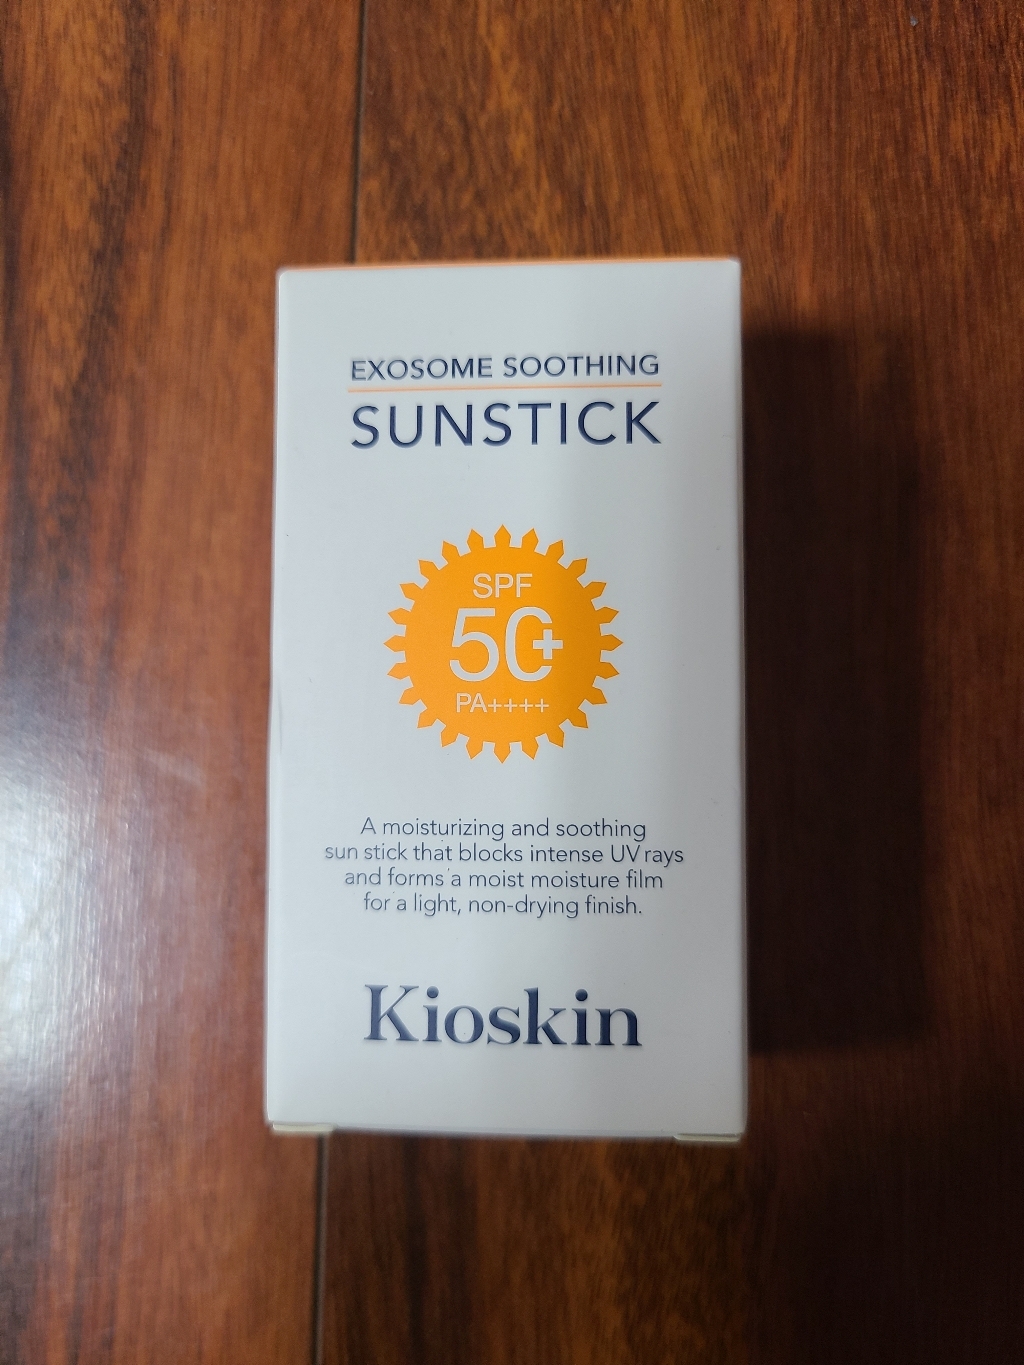 EXOSOME SOOTHING
SUNSTICK
SPF
50+
PA++++
A moisturizing and soothing
sun stick that blocks intense UV rays
and forms a moist moisture film
for a light, non-drying finish.
Kioskin